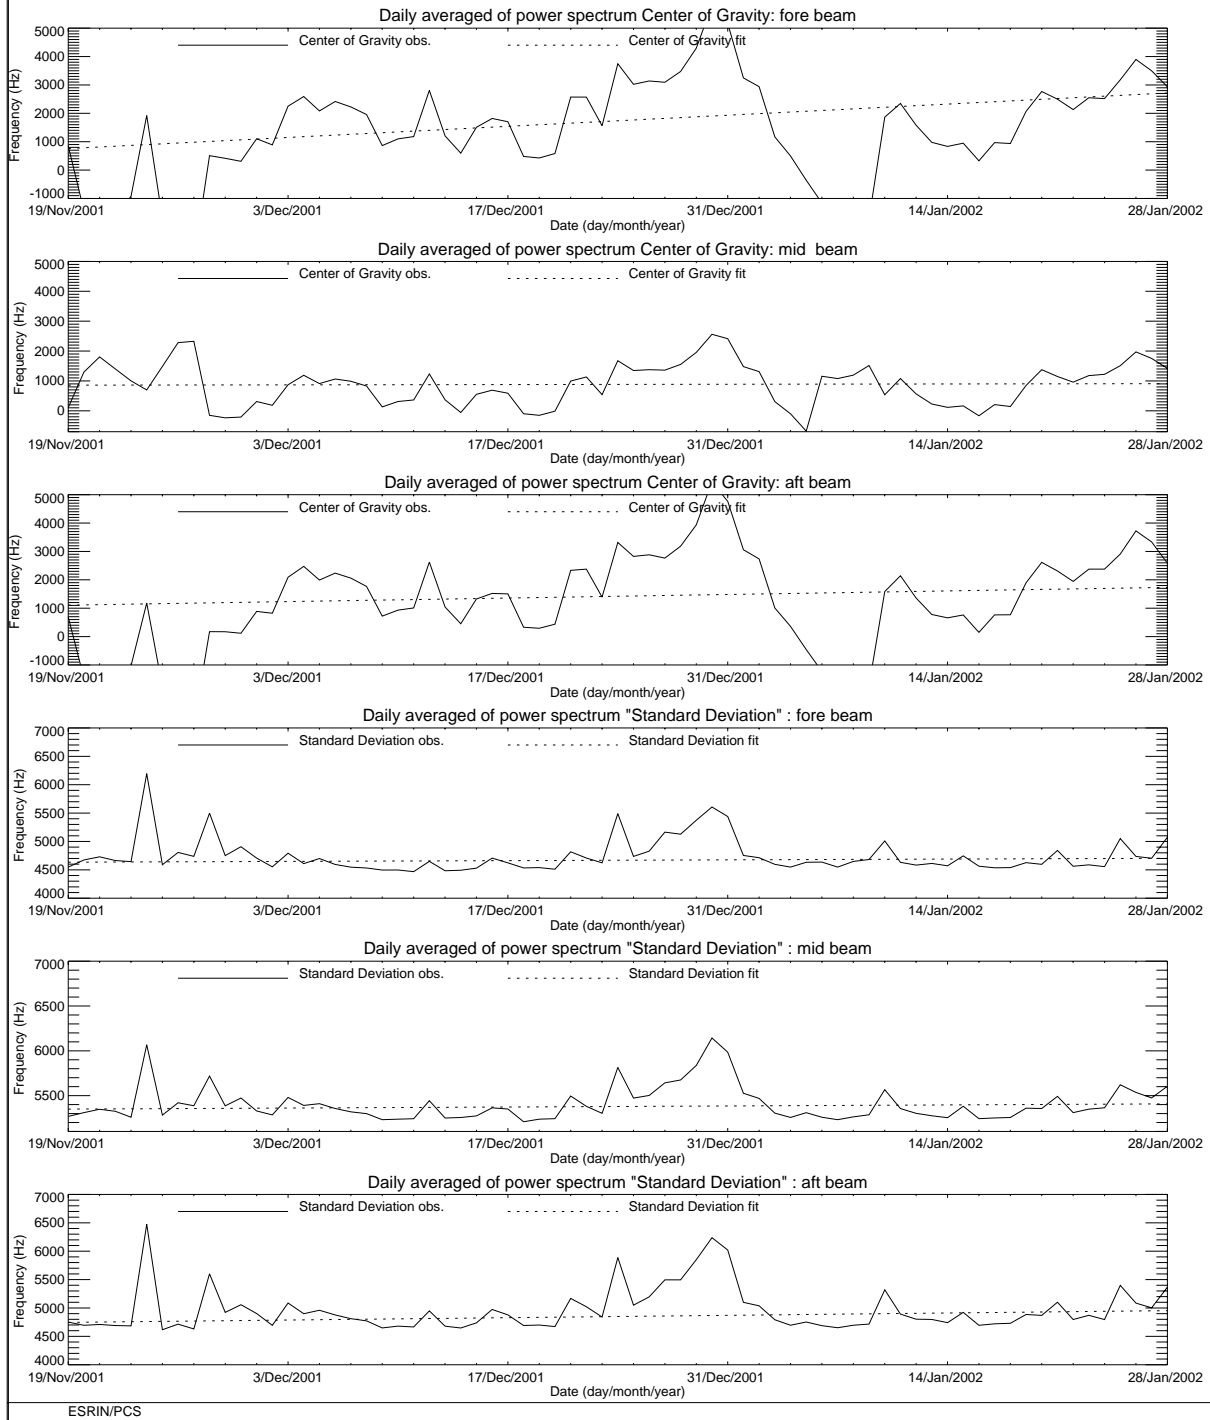 Daily averaged of power spectrum Center of Gravity: fore beam
Center of Gravity obs.
Center of Gravity fit
Frequency (Hz)
5000
4000
3000
2000
1000
0
-1000
19/Nov/2001
3/Dec/2001
17/Dec/2001
31/Dec/2001
14/Jan/2002
28/Jan/2002
Date (day/month/year)
Daily averaged of power spectrum Center of Gravity: mid beam
Center of Gravity obs.
Center of Gravity fit
Frequency (Hz)
5000
4000
3000
2000
1000
0
19/Nov/2001
3/Dec/2001
17/Dec/2001
31/Dec/2001
14/Jan/2002
28/Jan/2002
Date (day/month/year)
Daily averaged of power spectrum Center of Gravity: aft beam
Center of Gravity obs.
Center of Gravity fit
Frequency (Hz)
5000
4000
3000
2000
1000
0
-1000
19/Nov/2001
3/Dec/2001
17/Dec/2001
31/Dec/2001
14/Jan/2002
28/Jan/2002
Date (day/month/year)
Daily averaged of power spectrum "Standard Deviation" : fore beam
Standard Deviation obs.
Standard Deviation fit
Frequency (Hz)
7000
6500
6000
5500
5000
4500
4000
19/Nov/2001
3/Dec/2001
17/Dec/2001
31/Dec/2001
14/Jan/2002
28/Jan/2002
Date (day/month/year)
Daily averaged of power spectrum "Standard Deviation" : mid beam
Standard Deviation obs.
Standard Deviation fit
Frequency (Hz)
7000
6500
6000
5500
19/Nov/2001
3/Dec/2001
17/Dec/2001
31/Dec/2001
14/Jan/2002
28/Jan/2002
Date (day/month/year)
Daily averaged of power spectrum "Standard Deviation" : aft beam
Standard Deviation obs.
Standard Deviation fit
Frequency (Hz)
7000
6500
6000
5500
5000
4500
4000
19/Nov/2001
3/Dec/2001
17/Dec/2001
31/Dec/2001
14/Jan/2002
28/Jan/2002
Date (day/month/year)
ESRIN/PCS